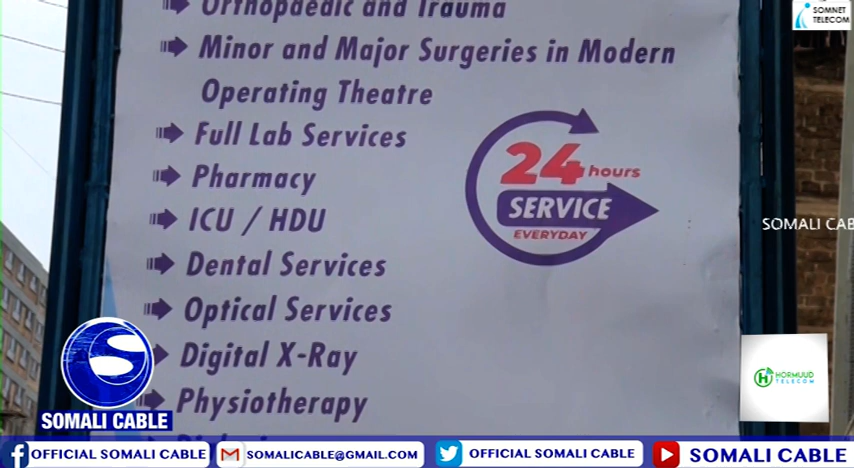 Orthopaedic and Trauma
Minor and Major Surgeries in Modern
Operating Theatre
Full Lab Services
Pharmacy
ICU / HDU
Dental Services
Optical Services
Digital X-Ray
Physiotherapy
24 hours
SERVICE
EVERYDAY
SOMNET
TELECOM
SOMALI CAB
HORMUUD
TELECOM
SOMALI CABLE
OFFICIAL SOMALI CABLE
SOMALICABLE@GMAIL.COM
OFFICIAL SOMALI CABLE
SOMALI CABLE